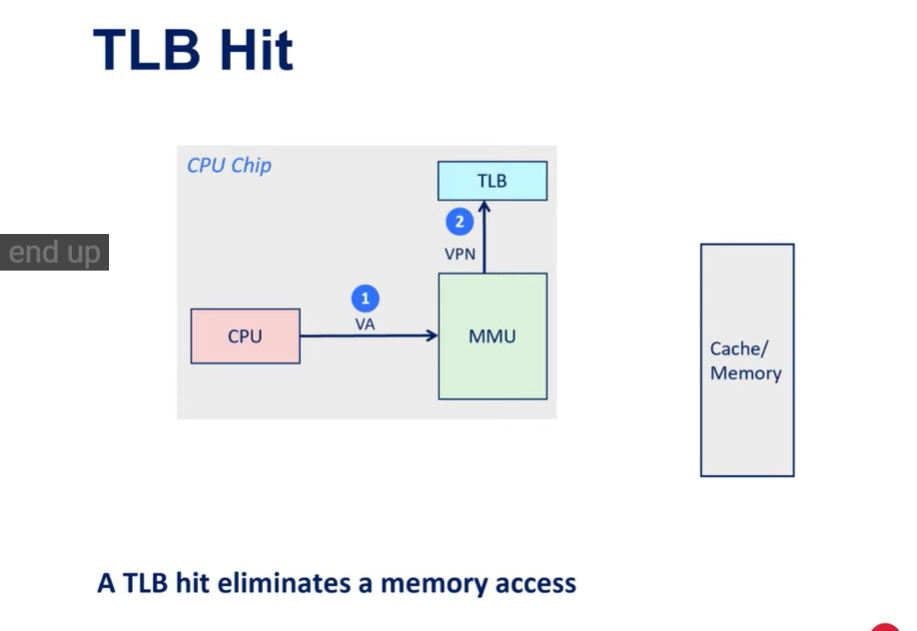 TLB Hit
CPU Chip
TLB
2
VPN
end up
1
VA
CPU
MMU
Cache/
Memory
A TLB hit eliminates a memory access